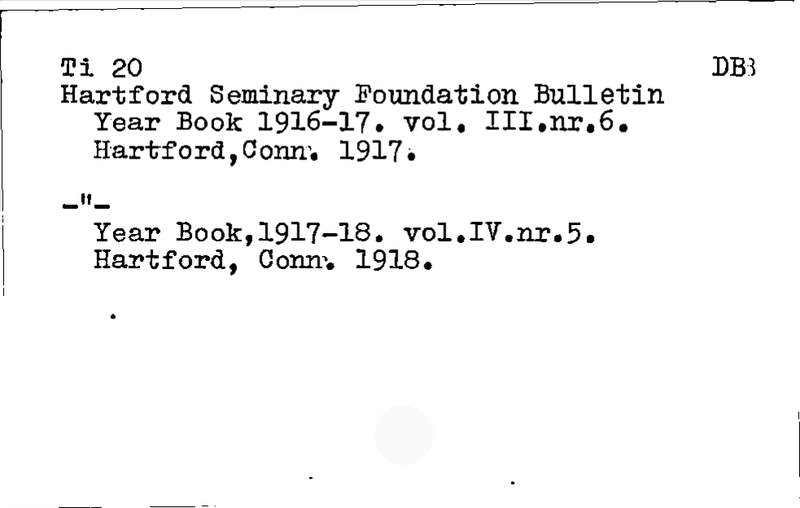 Ti 20 DB3
Hartford Seminary Foundation Bulletin
Year Book 1916-17. vol. III.nr.6.
Hartford,Conn. 1917.
-"-
Year Book,1917-18. vol.IV.nr.5.
Hartford, Conn. 1918.